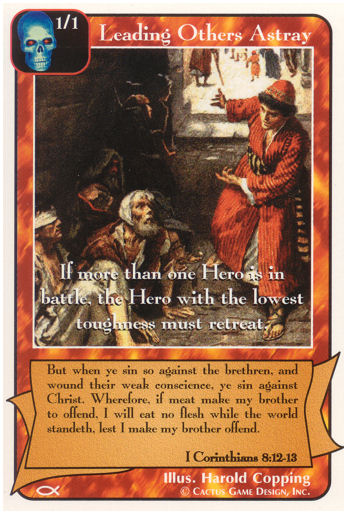 1/1
Leading Others Astray
If more than one Hero is in
battle, the Hero with the lowest
toughness must retreat.
But when ye sin so against the brethren, and
wound their weak conscience, ye sin against
Christ. Wherefore, if meat make my brother
to offend, I will eat no flesh while the world
standeth, lest I make my brother offend.
I Corinthians 8:12-13
Illus. Harold Copping
© Cactus Game Design, Inc.